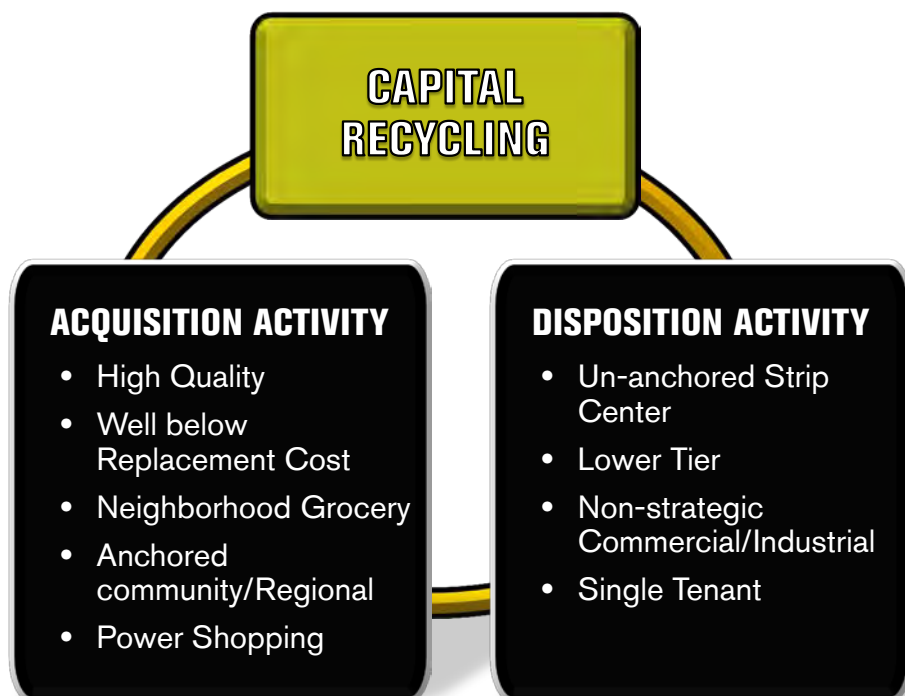 CAPITAL
RECYCLING
ACQUISITION ACTIVITY
• High Quality
• Well below
Replacement Cost
• Neighborhood Grocery
• Anchored
community/Regional
• Power Shopping
DISPOSITION ACTIVITY
• Un-anchored Strip
Center
• Lower Tier
• Non-strategic
Commercial/Industrial
• Single Tenant